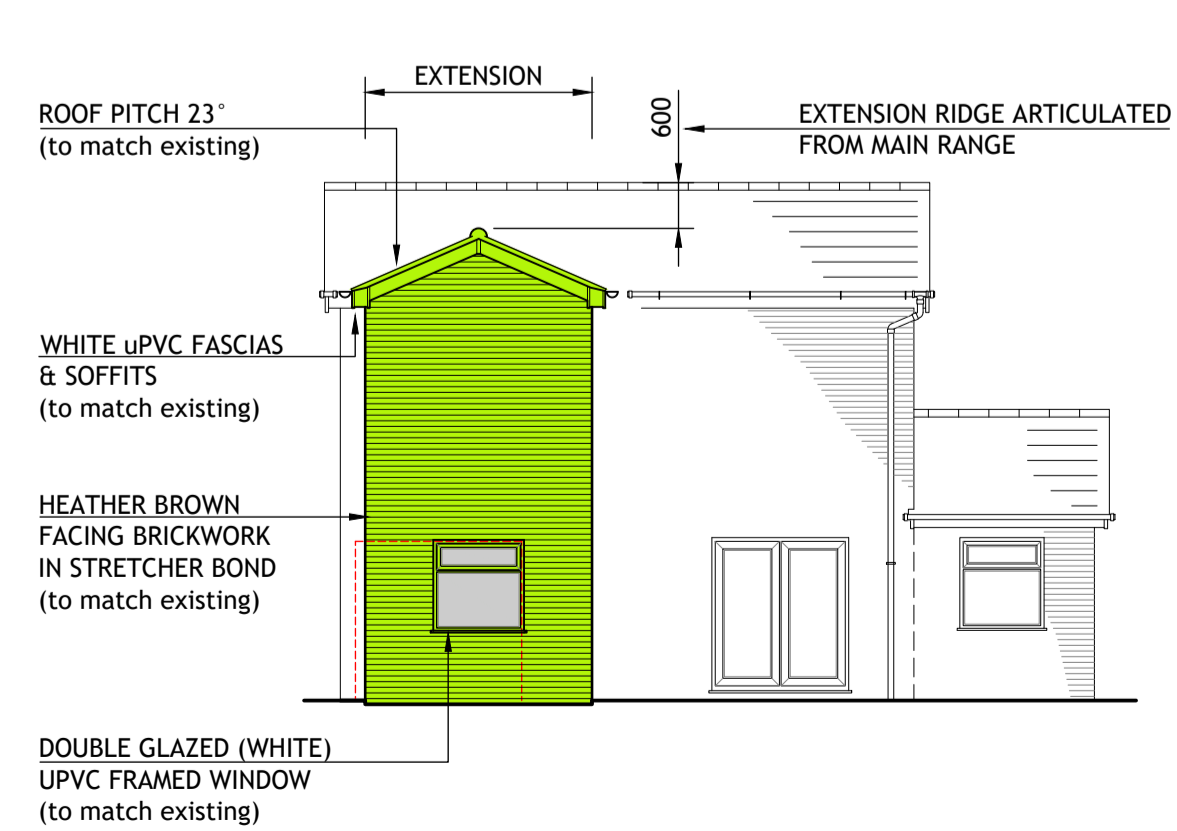 EXTENSION
ROOF PITCH 23°
(to match existing)
600
EXTENSION RIDGE ARTICULATED
FROM MAIN RANGE
WHITE uPVC FASCIAS
& SOFFITS
(to match existing)
HEATHER BROWN
FACING BRICKWORK
IN STRETCHER BOND
(to match existing)
DOUBLE GLAZED (WHITE)
UPVC FRAMED WINDOW
(to match existing)